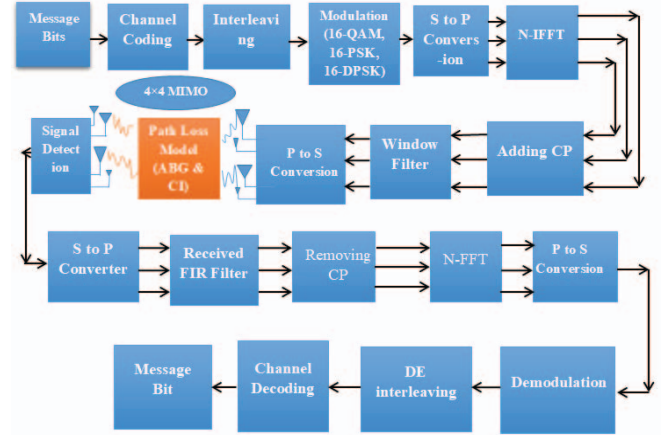 Message
Bits
Channel
Coding
Interleavi
ng
Modulation
(16-QAM,
16-PSK,
16-DPSK)
S to P
Convers
-ion
N-IFFT
4×4 MIMO
Signal
Detect
ion
Path Loss
Model
(ABG &
CI)
P to S
Conversion
Window
Filter
Adding CP
S to P
Converter
Received
FIR Filter
Removing
CP
N-FFT
P to S
Conversion
Message
Bit
Channel
Decoding
DE
interleaving
Demodulation